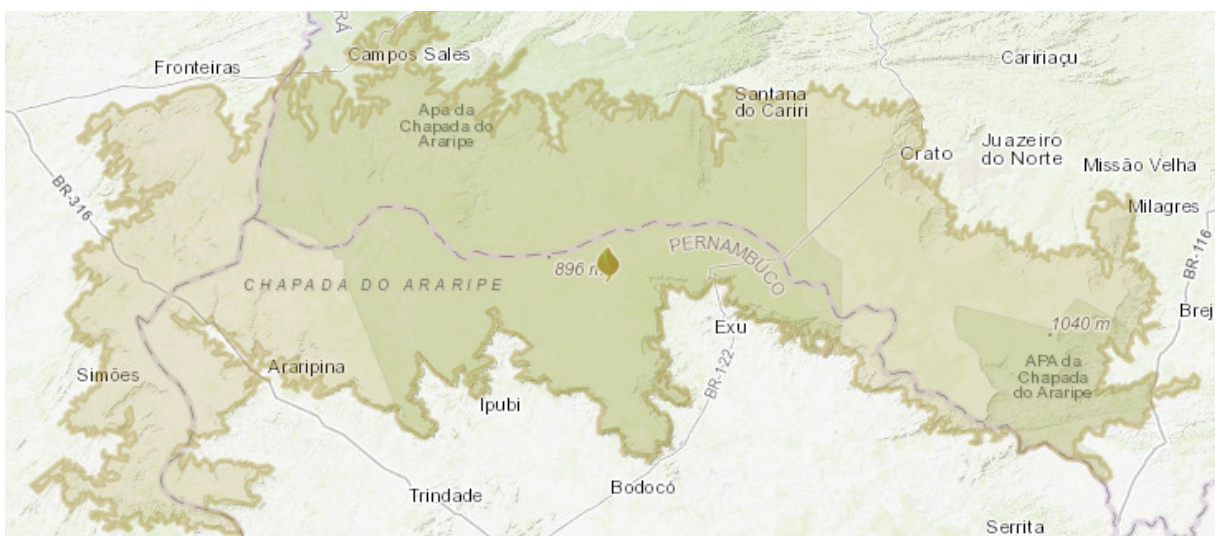 RÁ
Campos Sales
Fronteiras
Caririaçu
Apa da
Chapada do
Araripe
Santana
do Cariri
Juazeiro
do Norte
Crato
Missão Velha
BR-316
Milagres
PERNAMBUCO
BR-116
896 m
CHAPADA DO ARARIPE
Brej
1040 m
Exu
BR-122
Simões
Araripina
APA da
Chapada
do Araripe
Ipubi
Bodocó
Trindade
Serrita